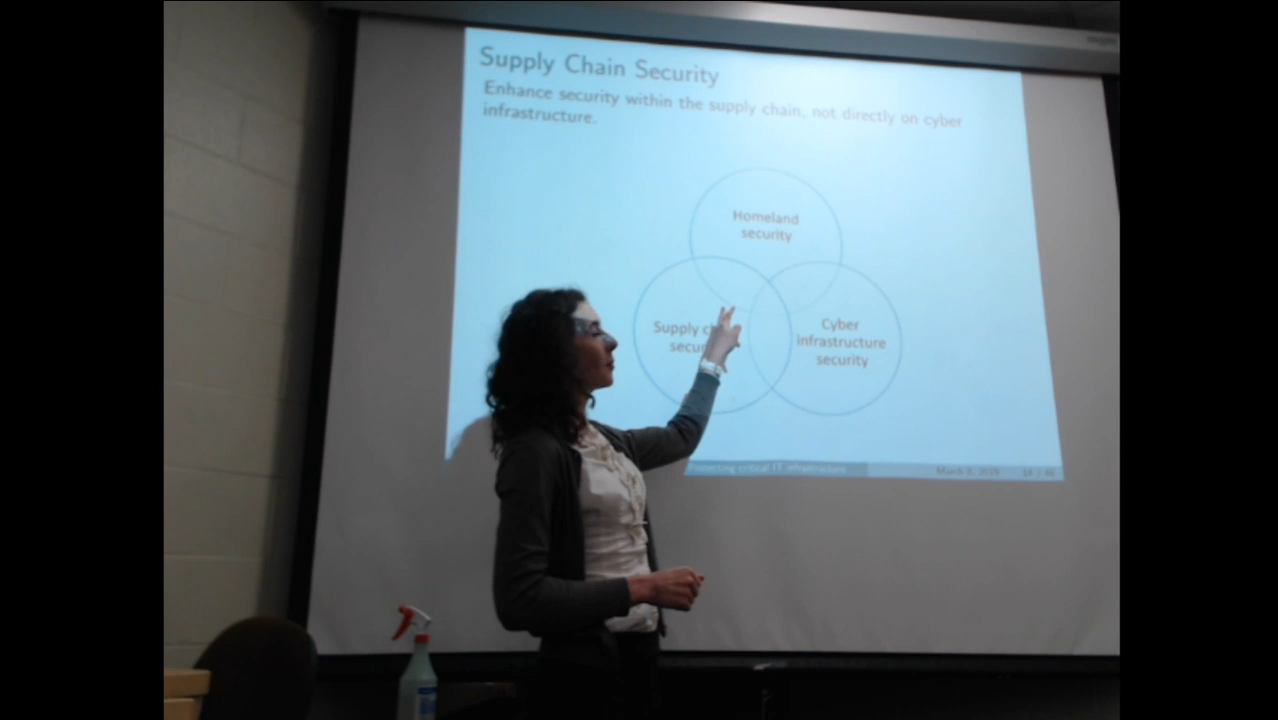 Supply Chain Security
Enhance security within the supply chain, not directly on cyber
infrastructure.
Homeland
security
Supply
Cyber
infrastructure
security
Protecting critical IT infrastructure